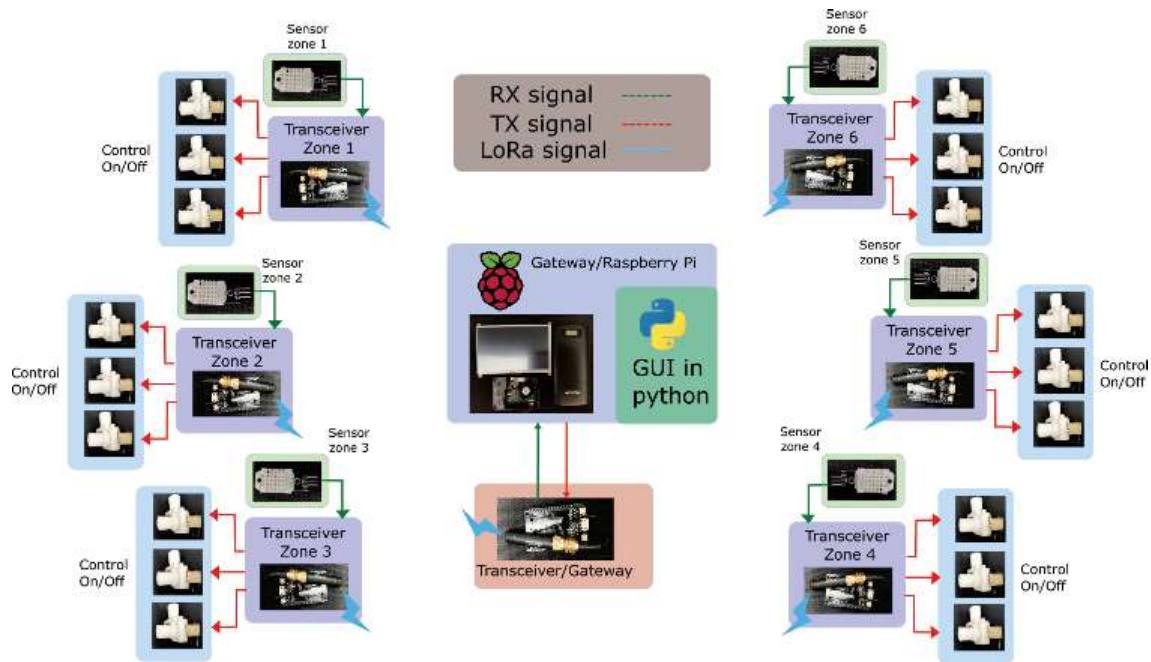 Sensor
zone 1
Transceiver
Zone 1
Control
On/Off
Sensor
zone 2
Transceiver
Zone 2
Control
On/Off
Sensor
zone 3
Transceiver
Zone 3
Control
On/Off
RX signal
TX signal
LoRa signal
Gateway/Raspberry Pi
GUI in
python
Transceiver/Gateway
Sensor
zone 6
Transceiver
Zone 6
Control
On/Off
Sensor
zone 5
Transceiver
Zone 5
Control
On/Off
Sensor
zone 4
Transceiver
Zone 4
Control
On/Off